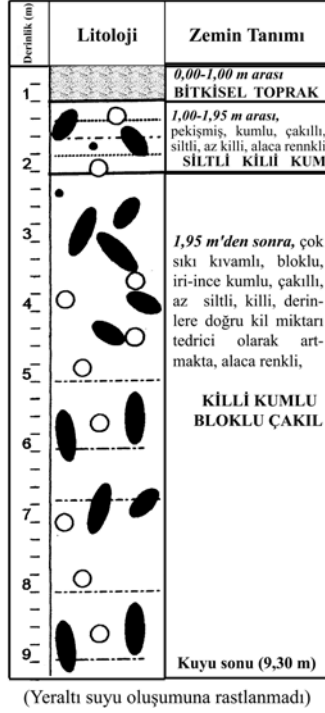 Derinlik (m)
Litoloji
Zemin Tanımı
0,00-1,00 m arası
BİTKİSEL TOPRAK
1
1,00-1,95 m arası,
pekişmiş, kumlu, çakıllı,
siltli, az killi, alaca rennkli
SİLTLİ KİLİİ KUM
2
3
1,95 m'den sonra, çok
sıkı kıvamlı, bloklu,
iri-ince kumlu, çakıllı,
az siltli, killi, derin-
lere doğru kil miktarı
tedrici olarak art-
makta, alaca renkli,
4
5
KİLLİ KUMLU
BLOKLU ÇAKIL
6
7
8
9
Kuyu sonu (9,30 m)
(Yeraltı suyu oluşumuna rastlanmadı)